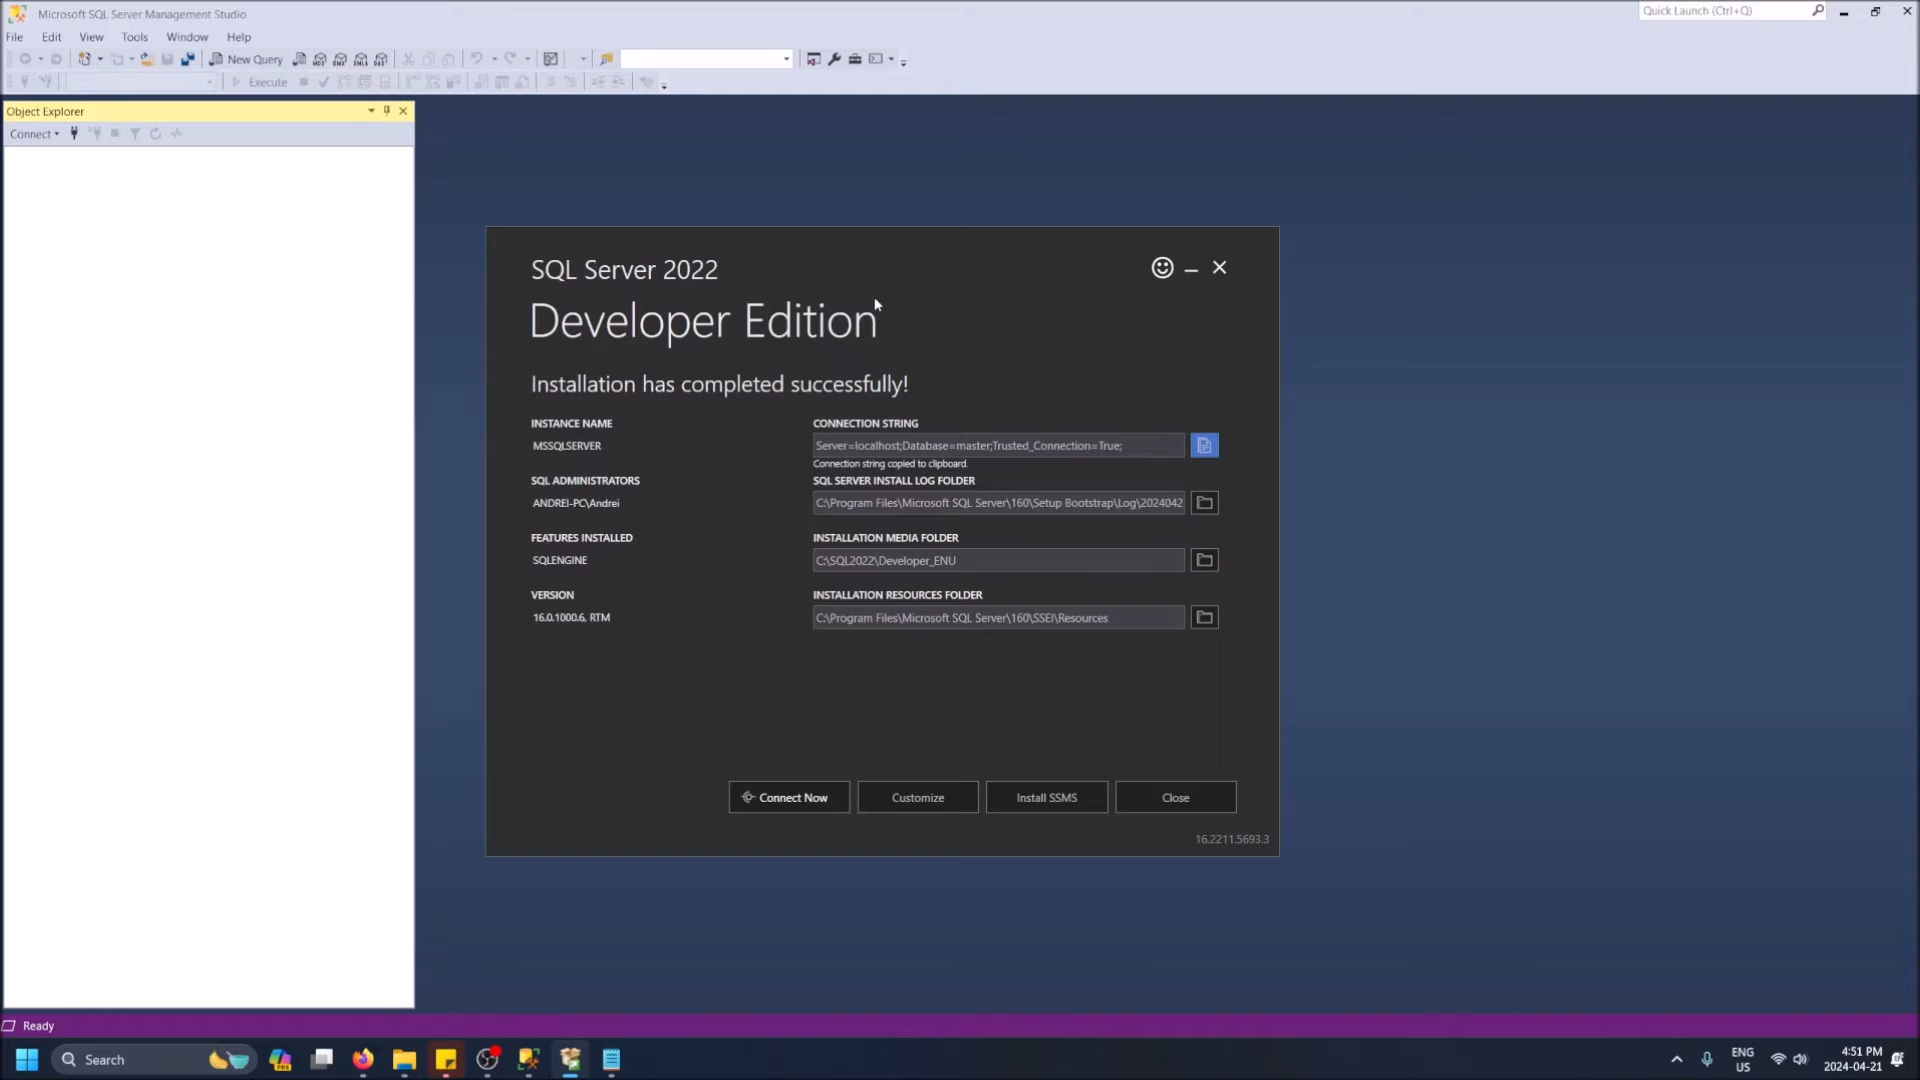 Microsoft SQL Server Management Studio
Quick Launch (Ctrl+Q)
File Edit View Tools Window Help
New Query
Execute
Object Explorer
Connect
SQL Server 2022
Developer Edition
Installation has completed successfully!
INSTANCE NAME
MSSQLSERVER
CONNECTION STRING
Server=localhost;Database=master;Trusted_Connection=True;
Connection string copied to clipboard.
SQL ADMINISTRATORS
ANDREI-PC\Andrei
SQL SERVER INSTALL LOG FOLDER
C:\Program Files\Microsoft SQL Server\160\Setup Bootstrap\Log\2024042
FEATURES INSTALLED
SQLENGINE
INSTALLATION MEDIA FOLDER
C:\SQL2022\Developer_ENU
VERSION
16.0.1000.6, RTM
INSTALLATION RESOURCES FOLDER
C:\Program Files\Microsoft SQL Server\160\SSEI\Resources
Connect Now
Customize
Install SSMS
Close
16.2211.5693.3
Ready
Search
ENG
US
4:51 PM
2024-04-21